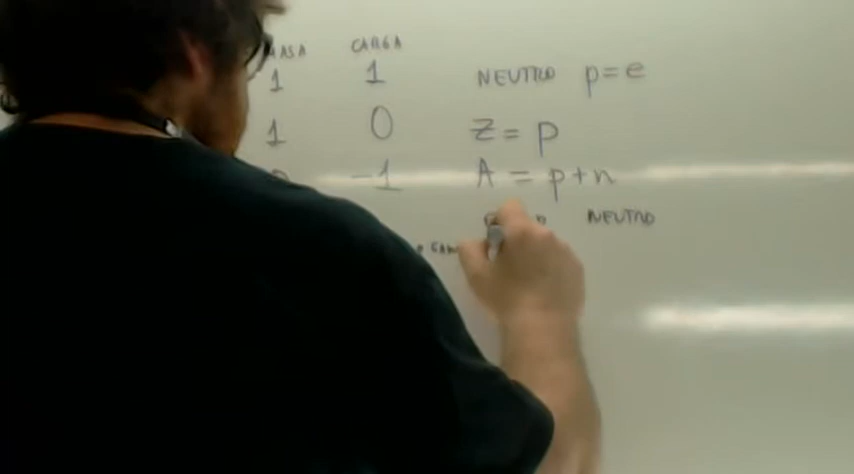 MASA CARGA
1 1 NEUTRO p=e
1 0 Z = p
-1 A = p+n
NEUTRO